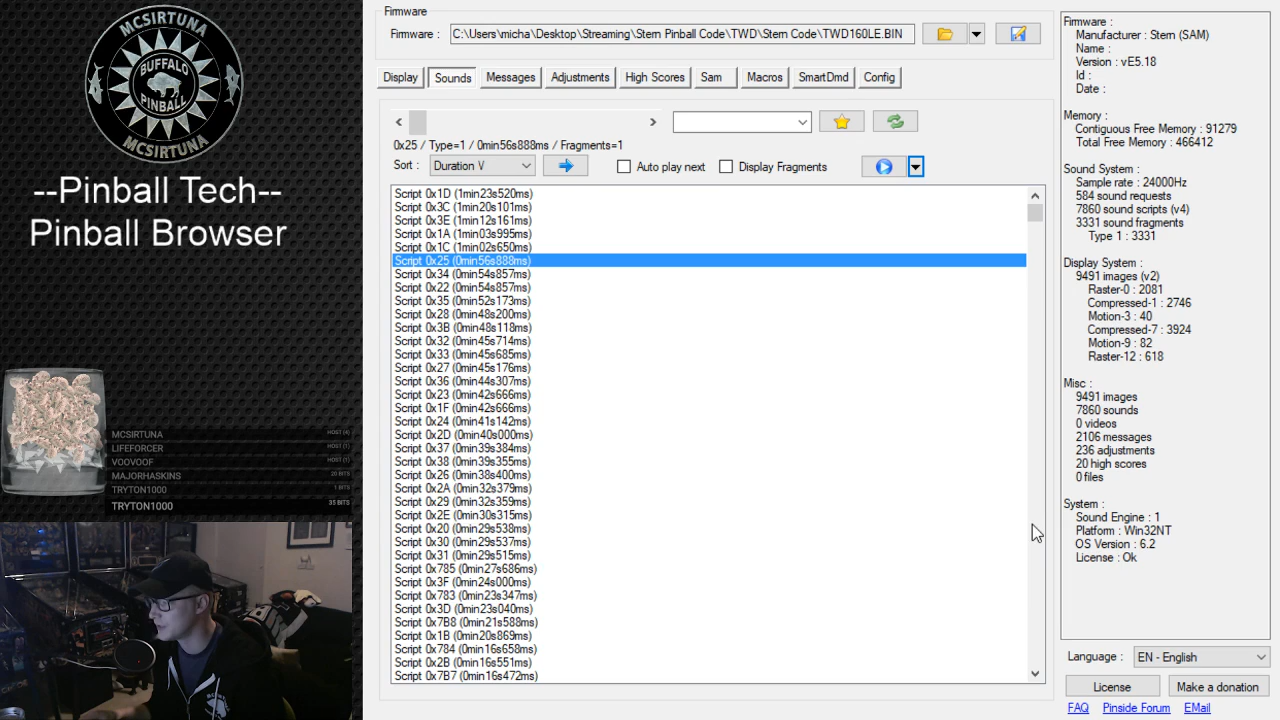 MCSIRTUNA
BUFFALO
PINBALL
MCSIRTUNA
--Pinball Tech--
Pinball Browser
MCSIRTUNA HOST (4)
LIFEFORCER HOST (1)
VOOVOOF HOST (1)
MAJORHASKINS 20 BITS
TRYTON1000 1 BITS
TRYTON1000 35 BITS
Firmware
Firmware : C:\Users\micha\Desktop\Streaming\Stern Pinball Code\TWD\Stern Code\TWD160LE.BIN
Display Sounds Messages Adjustments High Scores Sam Macros SmartDmd Config
0x25 / Type=1 / 0min56s888ms / Fragments=1
Sort : Duration V Auto play next Display Fragments
Script 0x1D (1min23s520ms)
Script 0x3C (1min20s101ms)
Script 0x3E (1min12s161ms)
Script 0x1A (1min03s995ms)
Script 0x1C (1min02s650ms)
Script 0x25 (0min56s888ms)
Script 0x34 (0min54s857ms)
Script 0x22 (0min54s857ms)
Script 0x35 (0min52s173ms)
Script 0x28 (0min48s200ms)
Script 0x3B (0min48s118ms)
Script 0x32 (0min45s714ms)
Script 0x33 (0min45s685ms)
Script 0x27 (0min45s176ms)
Script 0x36 (0min44s307ms)
Script 0x23 (0min42s666ms)
Script 0x1F (0min42s666ms)
Script 0x24 (0min41s142ms)
Script 0x2D (0min40s000ms)
Script 0x37 (0min39s384ms)
Script 0x38 (0min39s355ms)
Script 0x26 (0min38s400ms)
Script 0x2A (0min32s379ms)
Script 0x29 (0min32s359ms)
Script 0x2E (0min30s315ms)
Script 0x20 (0min29s538ms)
Script 0x30 (0min29s537ms)
Script 0x31 (0min29s515ms)
Script 0x785 (0min27s686ms)
Script 0x3F (0min24s000ms)
Script 0x783 (0min23s347ms)
Script 0x3D (0min23s040ms)
Script 0x7B8 (0min21s588ms)
Script 0x1B (0min20s869ms)
Script 0x784 (0min16s658ms)
Script 0x2B (0min16s551ms)
Script 0x7B7 (0min16s472ms)
Firmware :
Manufacturer : Stern (SAM)
Name :
Version : vE5.18
Id :
Date :
Memory :
Contiguous Free Memory : 91279
Total Free Memory : 466412
Sound System :
Sample rate : 24000Hz
584 sound requests
7860 sound scripts (v4)
3331 sound fragments
Type 1 : 3331
Display System :
9491 images (v2)
Raster-0 : 2081
Compressed-1 : 2746
Motion-3 : 40
Compressed-7 : 3924
Motion-9 : 82
Raster-12 : 618
Misc :
9491 images
7860 sounds
0 videos
2106 messages
236 adjustments
20 high scores
0 files
System :
Sound Engine : 1
Platform : Win32NT
OS Version : 6.2
License : Ok
Language : EN - English
License Make a donation
FAQ Pinside Forum EMail